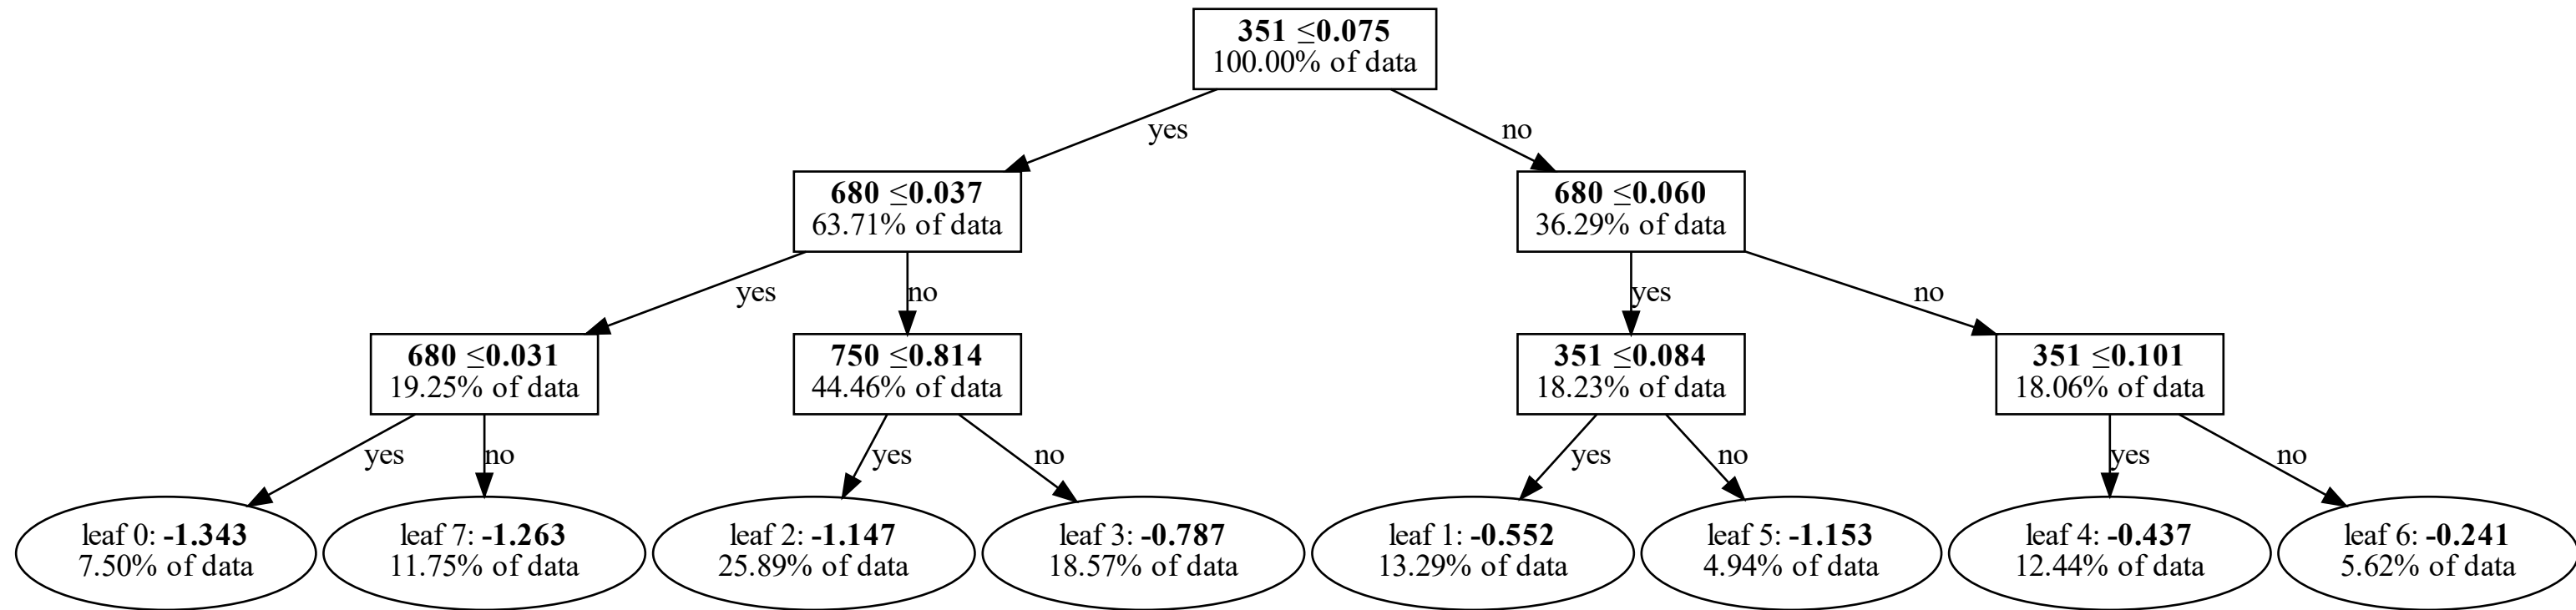 351 ≤0.075
100.00% of data
yes
no
680 ≤0.037
63.71% of data
680 ≤0.060
36.29% of data
yes
no
yes
no
680 ≤0.031
19.25% of data
750 ≤0.814
44.46% of data
351 ≤0.084
18.23% of data
351 ≤0.101
18.06% of data
yes
no
yes
no
yes
no
yes
no
leaf 0: -1.343
7.50% of data
leaf 7: -1.263
11.75% of data
leaf 2: -1.147
25.89% of data
leaf 3: -0.787
18.57% of data
leaf 1: -0.552
13.29% of data
leaf 5: -1.153
4.94% of data
leaf 4: -0.437
12.44% of data
leaf 6: -0.241
5.62% of data